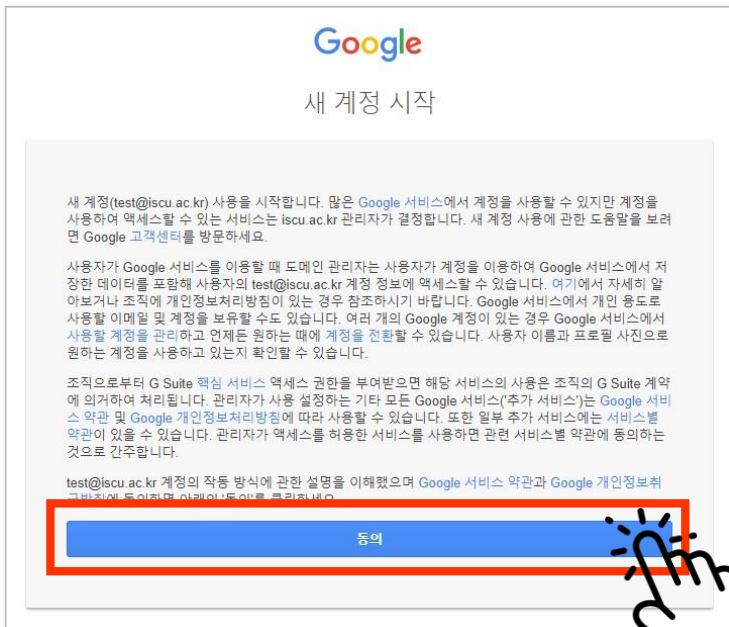 Google
새 계정 시작
새 계정(test@iscu.ac.kr) 사용을 시작합니다. 많은 Google 서비스에서 계정을 사용할 수 있지만 계정을
사용하여 액세스할 수 있는 서비스는 iscu.ac.kr 관리자가 결정합니다. 새 계정 사용에 관한 도움말을 보려
면 Google 고객센터를 방문하세요.
사용자가 Google 서비스를 이용할 때 도메인 관리자는 사용자가 계정을 이용하여 Google 서비스에서 저
장한 데이터를 포함해 사용자의 test@iscu.ac.kr 계정 정보에 액세스할 수 있습니다. 여기에서 자세히 알
아보거나 조직에 개인정보처리방침이 있는 경우 참조하시기 바랍니다. Google 서비스에서 개인 용도로
사용할 이메일 및 계정을 보유할 수도 있습니다. 여러 개의 Google 계정이 있는 경우 Google 서비스에서
사용할 계정을 관리하고 언제든 원하는 때에 계정을 전환할 수 있습니다. 사용자 이름과 프로필 사진으로
원하는 계정을 사용하고 있는지 확인할 수 있습니다.
조직으로부터 G Suite 핵심 서비스 액세스 권한을 부여받으면 해당 서비스의 사용은 조직의 G Suite 계약
에 의거하여 처리됩니다. 관리자가 사용 설정하는 기타 모든 Google 서비스('추가 서비스')는 Google 서비
스 약관 및 Google 개인정보처리방침에 따라 사용할 수 있습니다. 또한 일부 추가 서비스에는 서비스별
약관이 있을 수 있습니다. 관리자가 액세스를 허용한 서비스를 사용하면 관련 서비스별 약관에 동의하는
것으로 간주합니다.
test@iscu.ac.kr 계정의 작동 방식에 관한 설명을 이해했으며 Google 서비스 약관과 Google 개인정보취
급방침에 동의하면 아래의 '동의'를 클릭하세요
동의